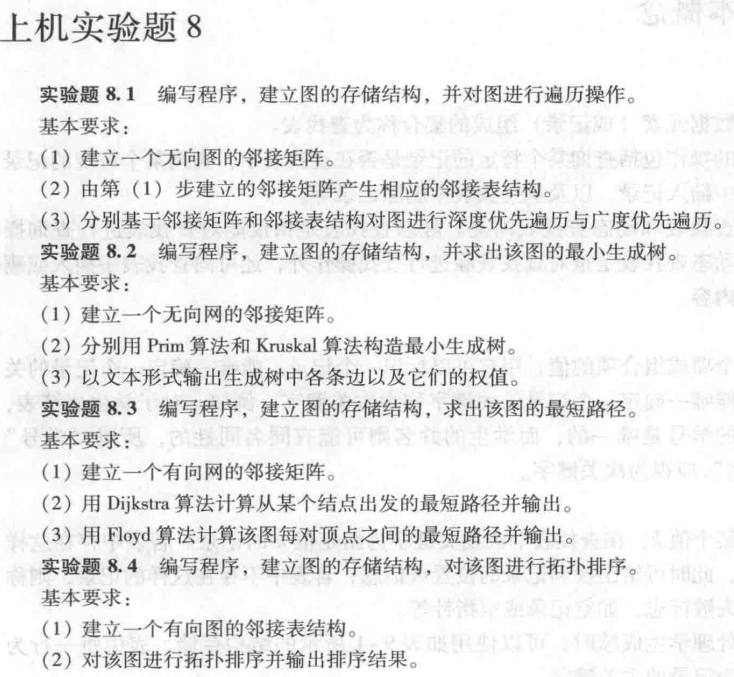 上机实验题 8
实验题 8.1 编写程序，建立图的存储结构，并对图进行遍历操作。
基本要求：
（1）建立一个无向图的邻接矩阵。
（2）由第（1）步建立的邻接矩阵产生相应的邻接表结构。
（3）分别基于邻接矩阵和邻接表结构对图进行深度优先遍历与广度优先遍历。
实验题 8.2 编写程序，建立图的存储结构，并求出该图的最小生成树。
基本要求：
（1）建立一个无向网的邻接矩阵。
（2）分别用 Prim 算法和 Kruskal 算法构造最小生成树。
（3）以文本形式输出生成树中各条边以及它们的权值。
实验题 8.3 编写程序，建立图的存储结构，求出该图的最短路径。
基本要求：
（1）建立一个有向网的邻接矩阵。
（2）用 Dijkstra 算法计算从某个结点出发的最短路径并输出。
（3）用 Floyd 算法计算该图每对顶点之间的最短路径并输出。
实验题 8.4 编写程序，建立图的存储结构，对该图进行拓扑排序。
基本要求：
（1）建立一个有向图的邻接表结构。
（2）对该图进行拓扑排序并输出排序结果。